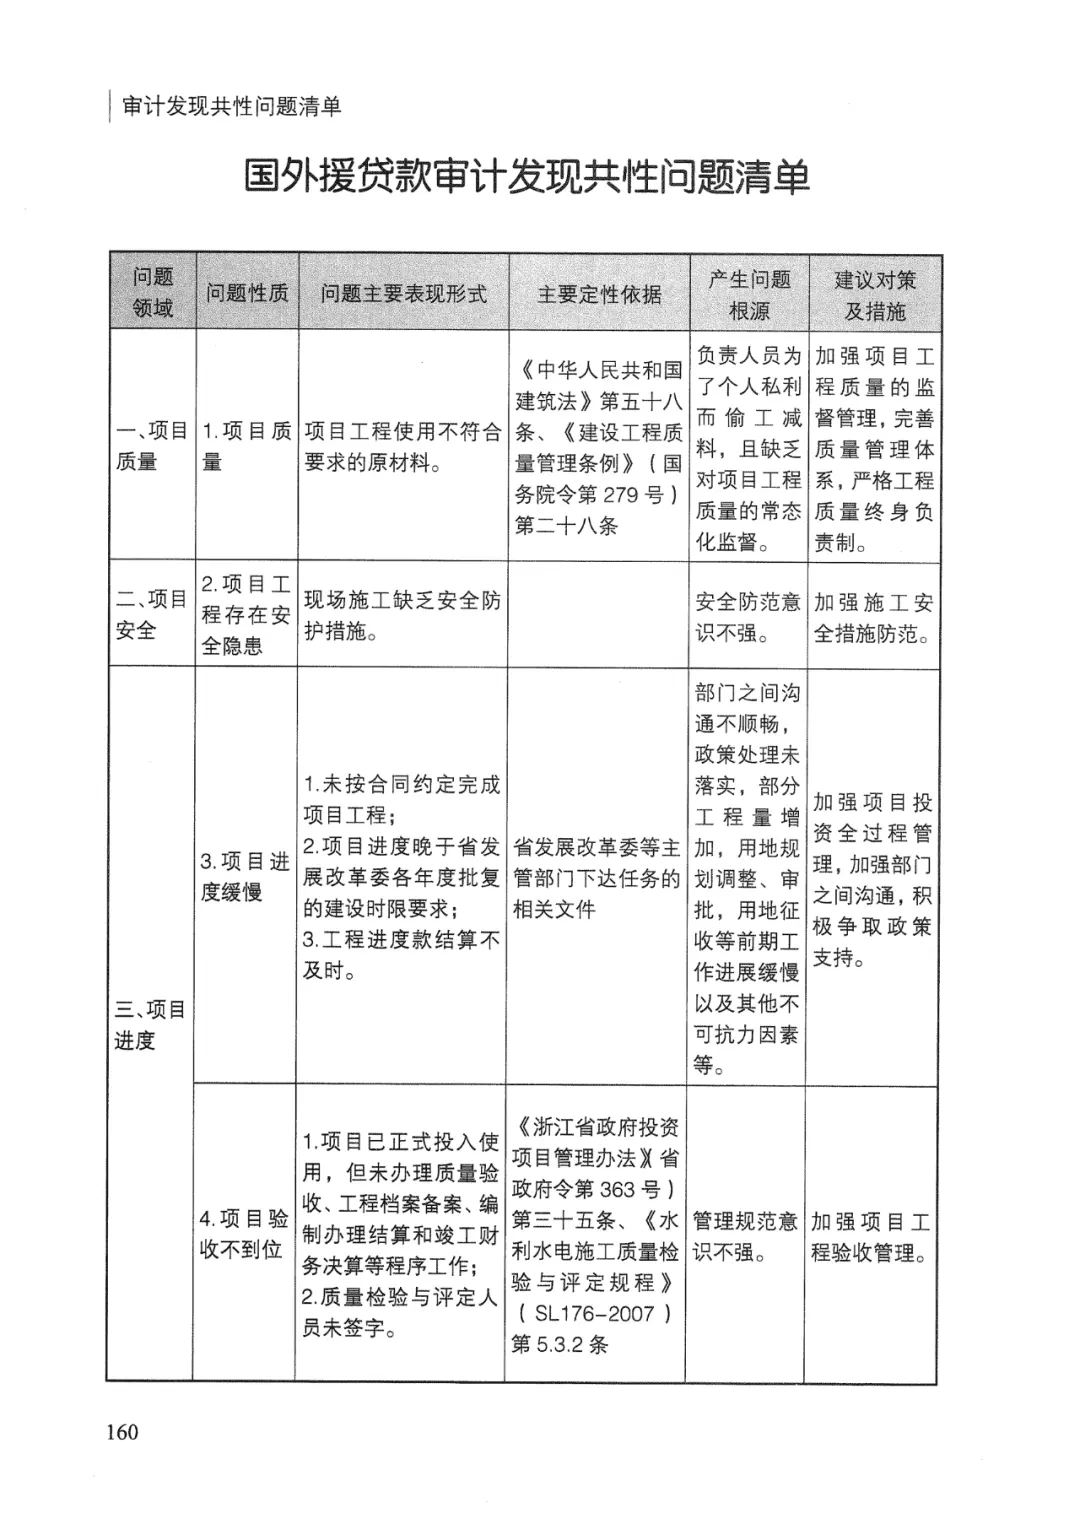 审计发现共性问题清单
国外援贷款审计发现共性问题清单
问题
领域
问题性质
问题主要表现形式
主要定性依据
产生问题
根源
建议对策
及措施
一、项目
质量
1.项目质
量
项目工程使用不符合
要求的原材料。
《中华人民共和国
建筑法》第五十八
条、《建设工程质
量管理条例》（国
务院令第279号）
第二十八条
负责人员为
了个人私利
而偷工减
料，且缺乏
对项目工程
质量的常态
化监督。
加强项目工
程质量的监
督管理，完善
质量管理体
系，严格工程
质量终身负
责制。
二、项目
安全
2.项目工
程存在安
全隐患
现场施工缺乏安全防
护措施。
安全防范意
识不强。
加强施工安
全措施防范。
三、项目
进度
3.项目进
度缓慢
1.未按合同约定完成
项目工程；
2.项目进度晚于省发
展改革委各年度批复
的建设时限要求；
3.工程进度款结算不
及时。
省发展改革委等主
管部门下达任务的
相关文件
部门之间沟
通不顺畅，
政策处理未
落实，部分
工程量增
加，用地规
划调整、审
批，用地征
收等前期工
作进展缓慢
以及其他不
可抗力因素
等。
加强项目投
资全过程管
理，加强部门
之间沟通，积
极争取政策
支持。
4.项目验
收不到位
1.项目已正式投入使
用，但未办理质量验
收、工程档案备案、编
制办理结算和竣工财
务决算等程序工作；
2.质量检验与评定人
员未签字。
《浙江省政府投资
项目管理办法》（省
政府令第363号）
第三十五条、《水
利水电施工质量检
验与评定规程》
（SL176-2007）
第5.3.2条
管理规范意
识不强。
加强项目工
程验收管理。
160